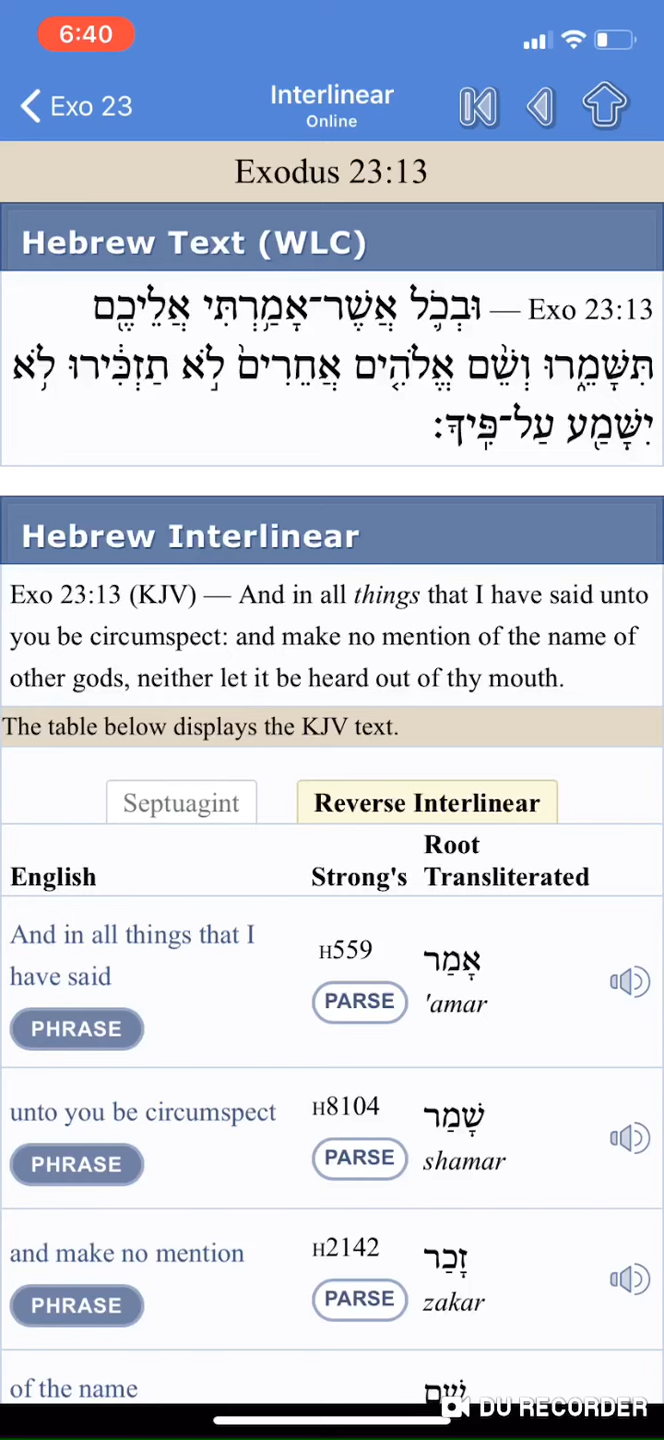 6:40
Exo 23
Interlinear
Online
Exodus 23:13
Hebrew Text (WLC)
Exo 23:13 — וּבְכֹ֛ל אֲשֶׁר־אָמַ֥רְתִּי אֲלֵיכֶ֖ם
תִּשָּׁמֵ֑רוּ וְשֵׁ֨ם אֱלֹהִ֤ים אֲחֵרִים֙ לֹ֣א תַזְכִּ֔ירוּ לֹ֥א
יִשָּׁמַ֖ע עַל־פִּֽיךָ׃
Hebrew Interlinear
Exo 23:13 (KJV) — And in all things that I have said unto
you be circumspect: and make no mention of the name of
other gods, neither let it be heard out of thy mouth.
The table below displays the KJV text.
Septuagint
Reverse Interlinear
English
Strong's
Root
Transliterated
And in all things that I
have said
PHRASE
H559
PARSE
אָמַר
'amar
unto you be circumspect
PHRASE
H8104
PARSE
שָׁמַר
shamar
and make no mention
PHRASE
H2142
PARSE
זָכַר
zakar
of the name
שֵׁם
DU RECORDER